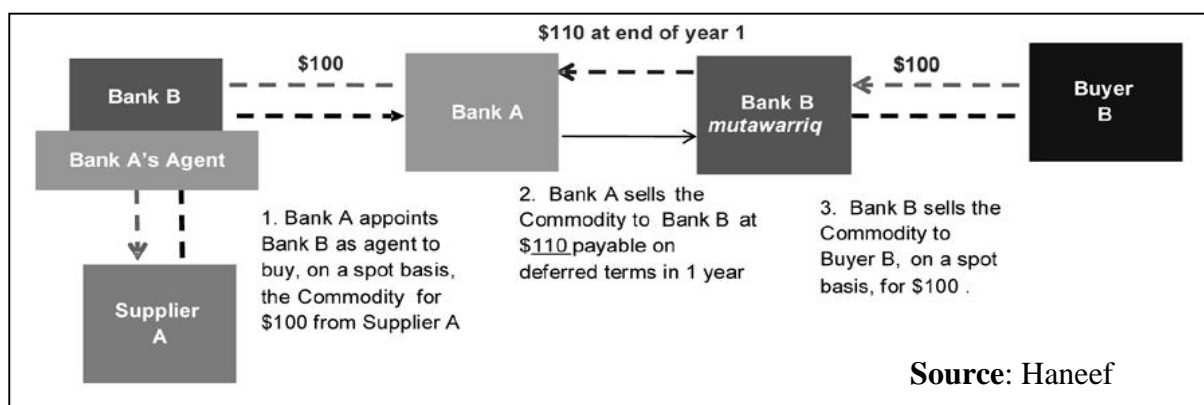 $110 at end of year 1
$100
$100
Bank B
Bank A's Agent
Bank A
Bank B
mutawarriq
Buyer
B
1. Bank A appoints
Bank B as agent to
buy, on a spot basis,
the Commodity for
$100 from Supplier A
2. Bank A sells the
Commodity to Bank B at
$110 payable on
deferred terms in 1 year
3. Bank B sells the
Commodity to
Buyer B, on a spot
basis, for $100 .
Supplier
A
Source: Haneef